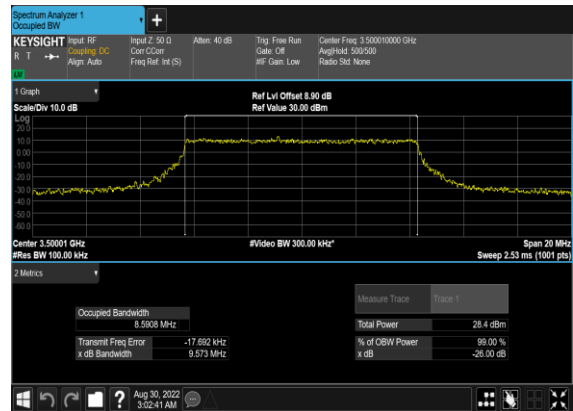 Spectrum Analyzer 1
Occupied BW
KEYSIGHT Input: RF Input Z: 50 Ω Atten: 40 dB Trig: Free Run Center Freq: 3.500010000 GHz
R T Coupling: DC Corr CCorr Gate: Off Avg|Hold: 500/500
Align: Auto Freq Ref: Int (S) #IF Gain: Low Radio Std: None
LXI
1 Graph Ref Lvl Offset 8.90 dB
Scale/Div 10.0 dB Ref Value 30.00 dBm
Log
20.0
10.0
0.00
-10.0
-20.0
-30.0
-40.0
-50.0
-60.0
Center 3.50001 GHz #Video BW 300.00 kHz* Span 20 MHz
#Res BW 100.00 kHz Sweep 2.53 ms (1001 pts)
2 Metrics
Measure Trace Trace 1
Occupied Bandwidth
8.5908 MHz Total Power 28.4 dBm
Transmit Freq Error -17.692 kHz % of OBW Power 99.00 %
x dB Bandwidth 9.573 MHz x dB -26.00 dB
? Aug 30, 2022
3:02:41 AM